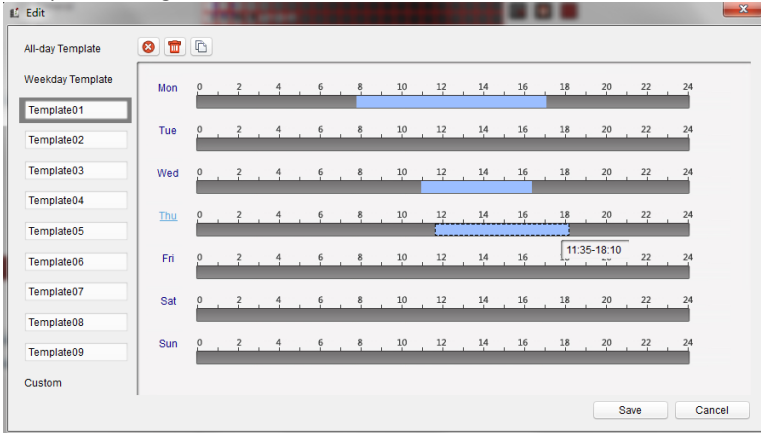 Edit
All-day Template
Weekday Template
Template01
Template02
Template03
Template04
Template05
Template06
Template07
Template08
Template09
Custom
Mon 0 2 4 6 8 10 12 14 16 18 20 22 24
Tue 0 2 4 6 8 10 12 14 16 18 20 22 24
Wed 0 2 4 6 8 10 12 14 16 18 20 22 24
Thu 0 2 4 6 8 10 12 14 16 18 20 22 24
11:35-18:10
Fri 0 2 4 6 8 10 12 14 16 20 22 24
Sat 0 2 4 6 8 10 12 14 16 18 20 22 24
Sun 0 2 4 6 8 10 12 14 16 18 20 22 24
Save Cancel